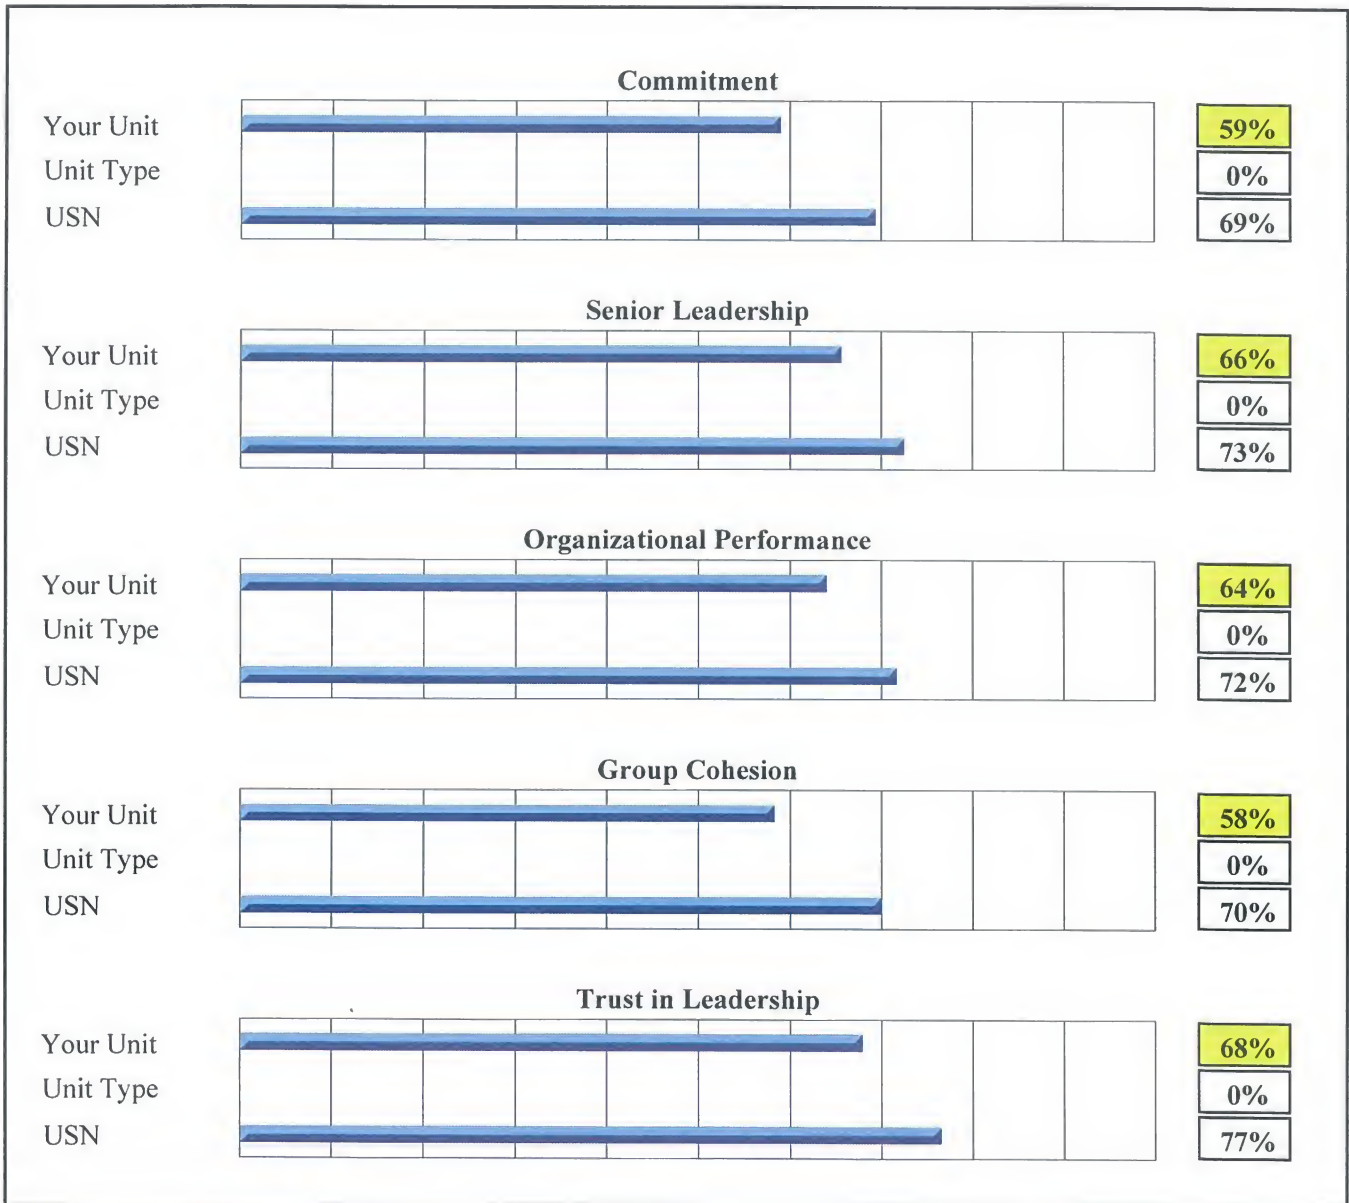 Commitment
Your Unit 59%
Unit Type 0%
USN 69%
Senior Leadership
Your Unit 66%
Unit Type 0%
USN 73%
Organizational Performance
Your Unit 64%
Unit Type 0%
USN 72%
Group Cohesion
Your Unit 58%
Unit Type 0%
USN 70%
Trust in Leadership
Your Unit 68%
Unit Type 0%
USN 77%